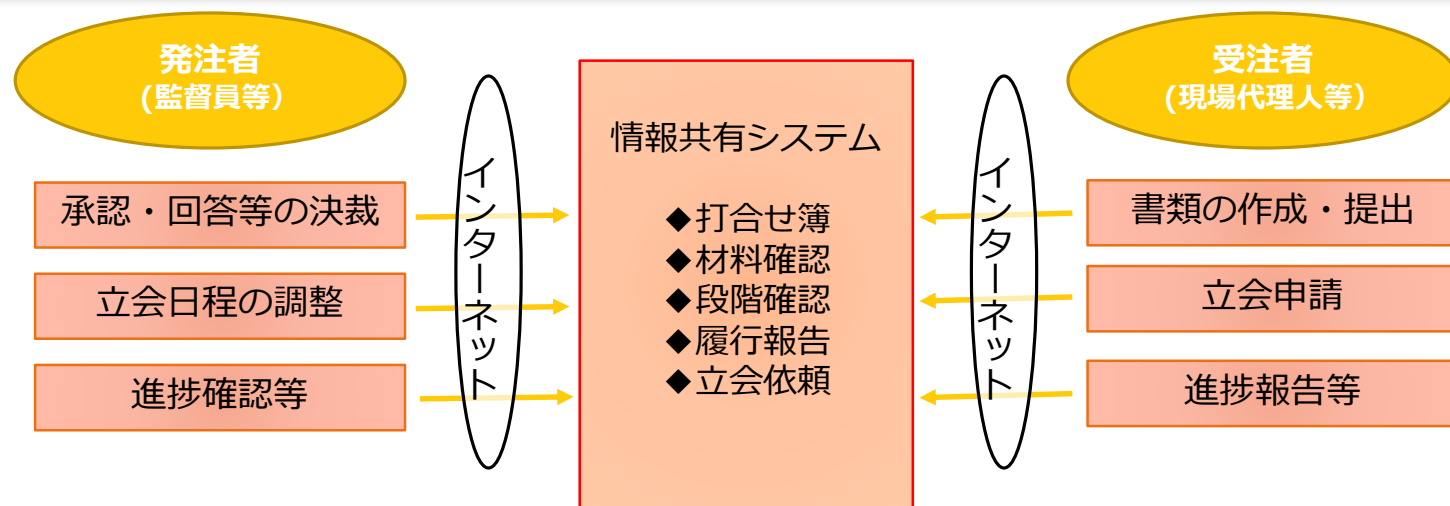 発注者
(監督員等）
承認・回答等の決裁
立会日程の調整
進捗確認等
インターネット
情報共有システム
◆打合せ簿
◆材料確認
◆段階確認
◆履行報告
◆立会依頼
インターネット
受注者
(現場代理人等）
書類の作成・提出
立会申請
進捗報告等